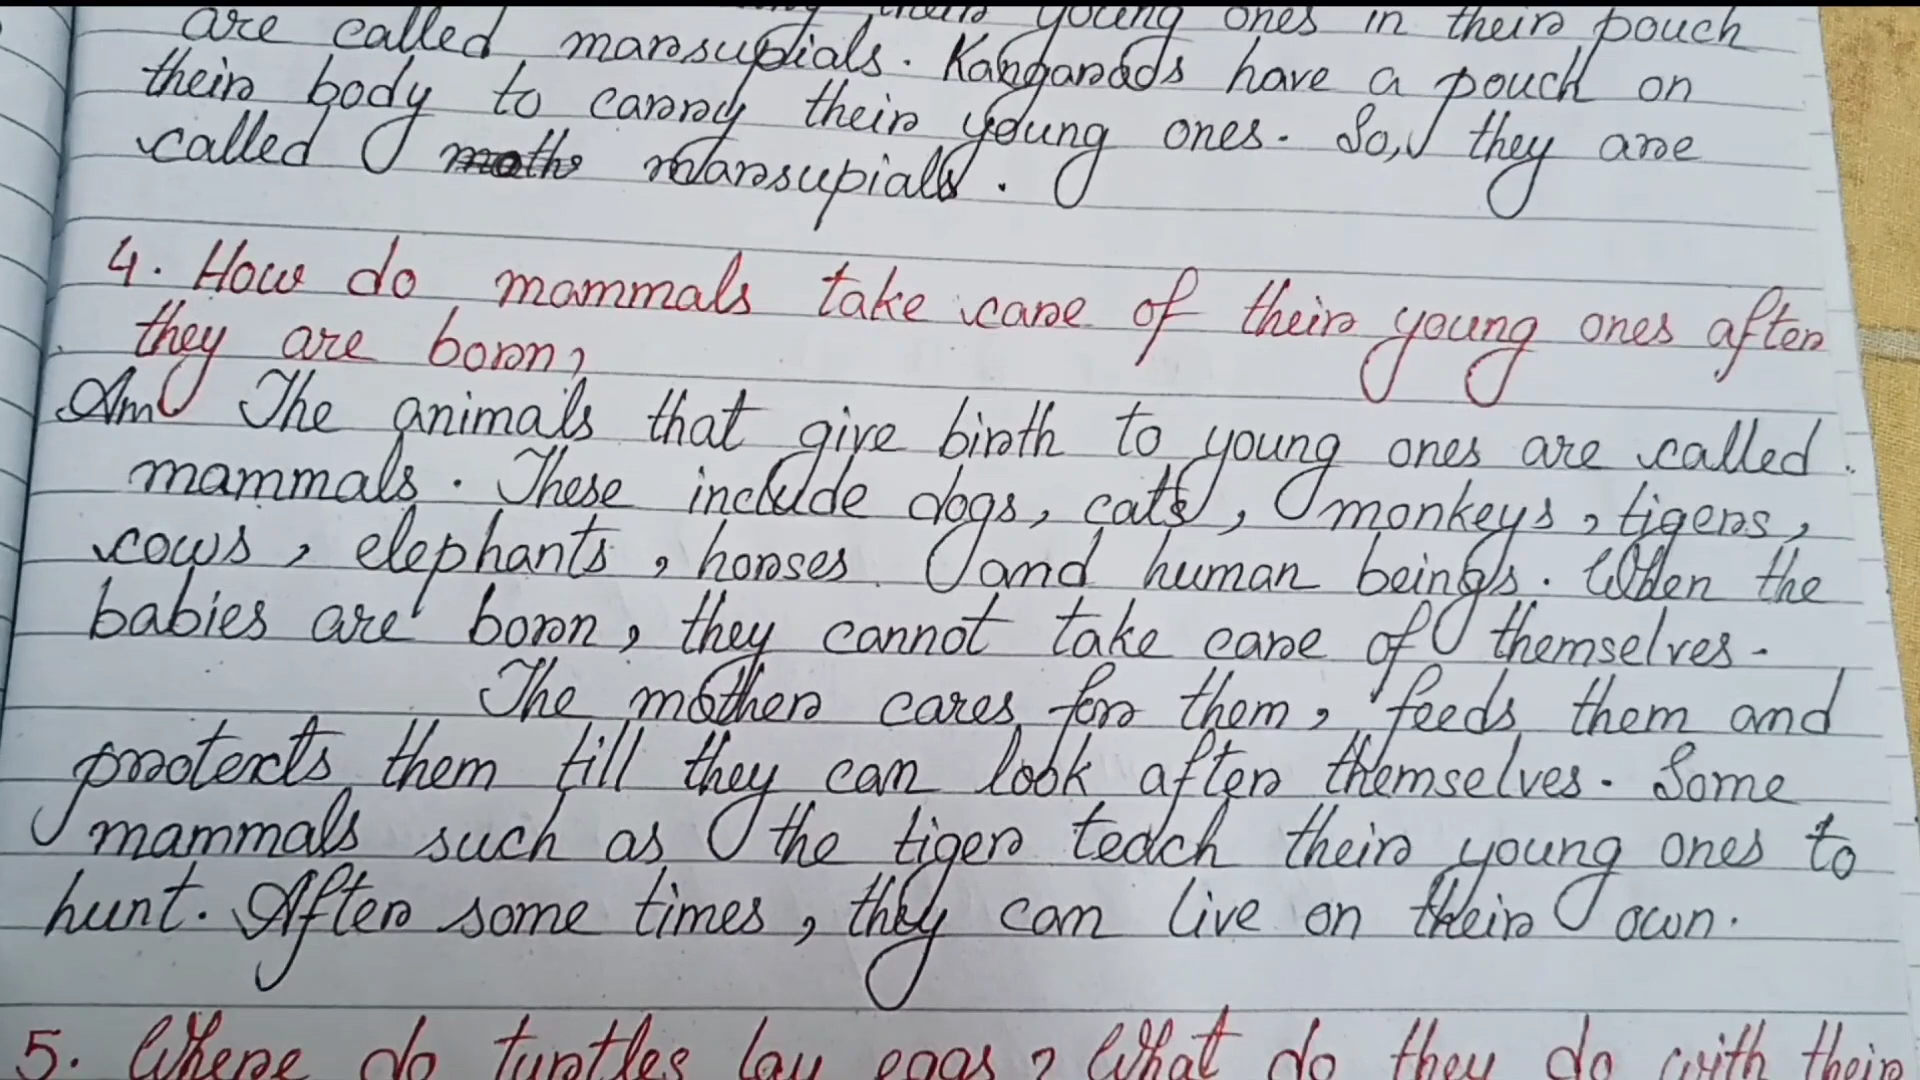 their young ones in their pouch
are called marsupials. Kangaroos have a pouch on
their body to carry their young ones. So, they are
called marsupials.
4. How do mammals take care of their young ones after
they are born?
Ans The animals that give birth to young ones are called
mammals. These include dogs, cats, monkeys, tigers,
cows, elephants, horses and human beings. When the
babies are born, they cannot take care of themselves.
The mother cares for them, feeds them and
protects them till they can look after themselves. Some
mammals such as the tiger teach their young ones to
hunt. After some times, they can live on their own.
5. Where do turtles lay eggs? What do they do with their